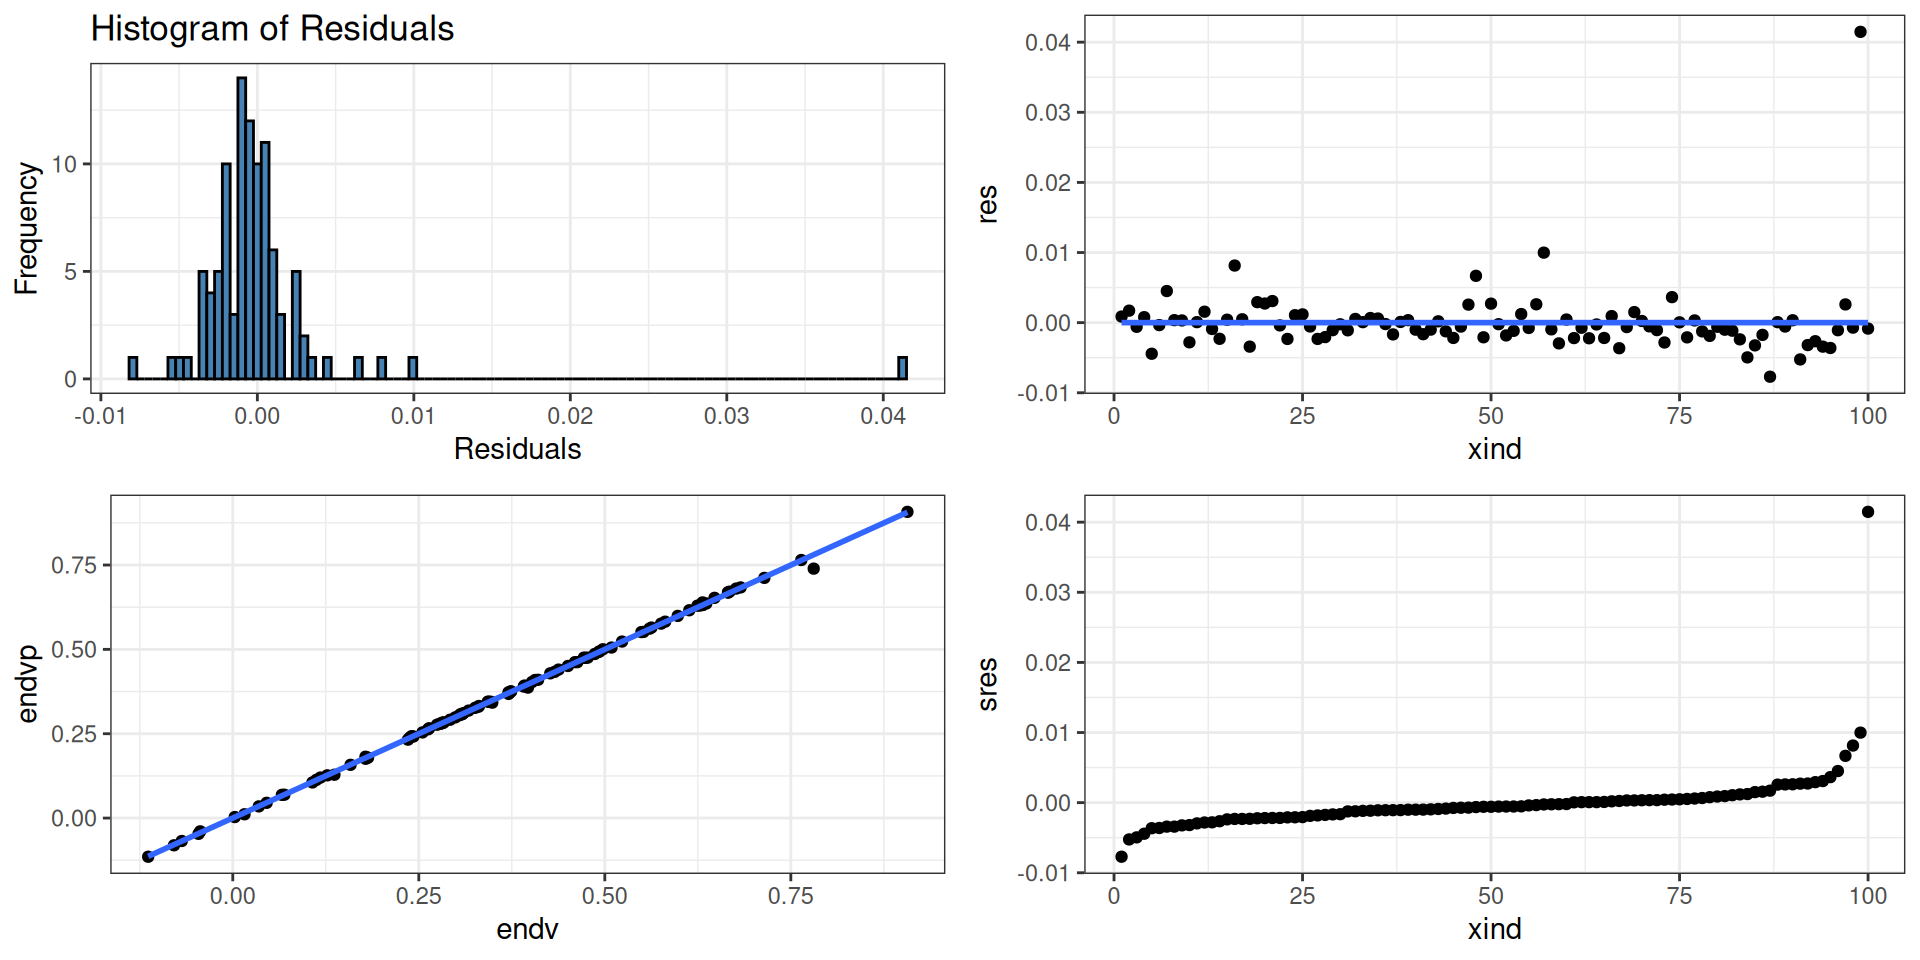 Histogram of Residuals
Frequency
10
5
0
-0.01 0.00 0.01 0.02 0.03 0.04
Residuals
res
0.04
0.03
0.02
0.01
0.00
-0.01
0 25 50 75 100
xind
endvp
0.75
0.50
0.25
0.00
0.00 0.25 0.50 0.75
endv
sres
0.04
0.03
0.02
0.01
0.00
-0.01
0 25 50 75 100
xind